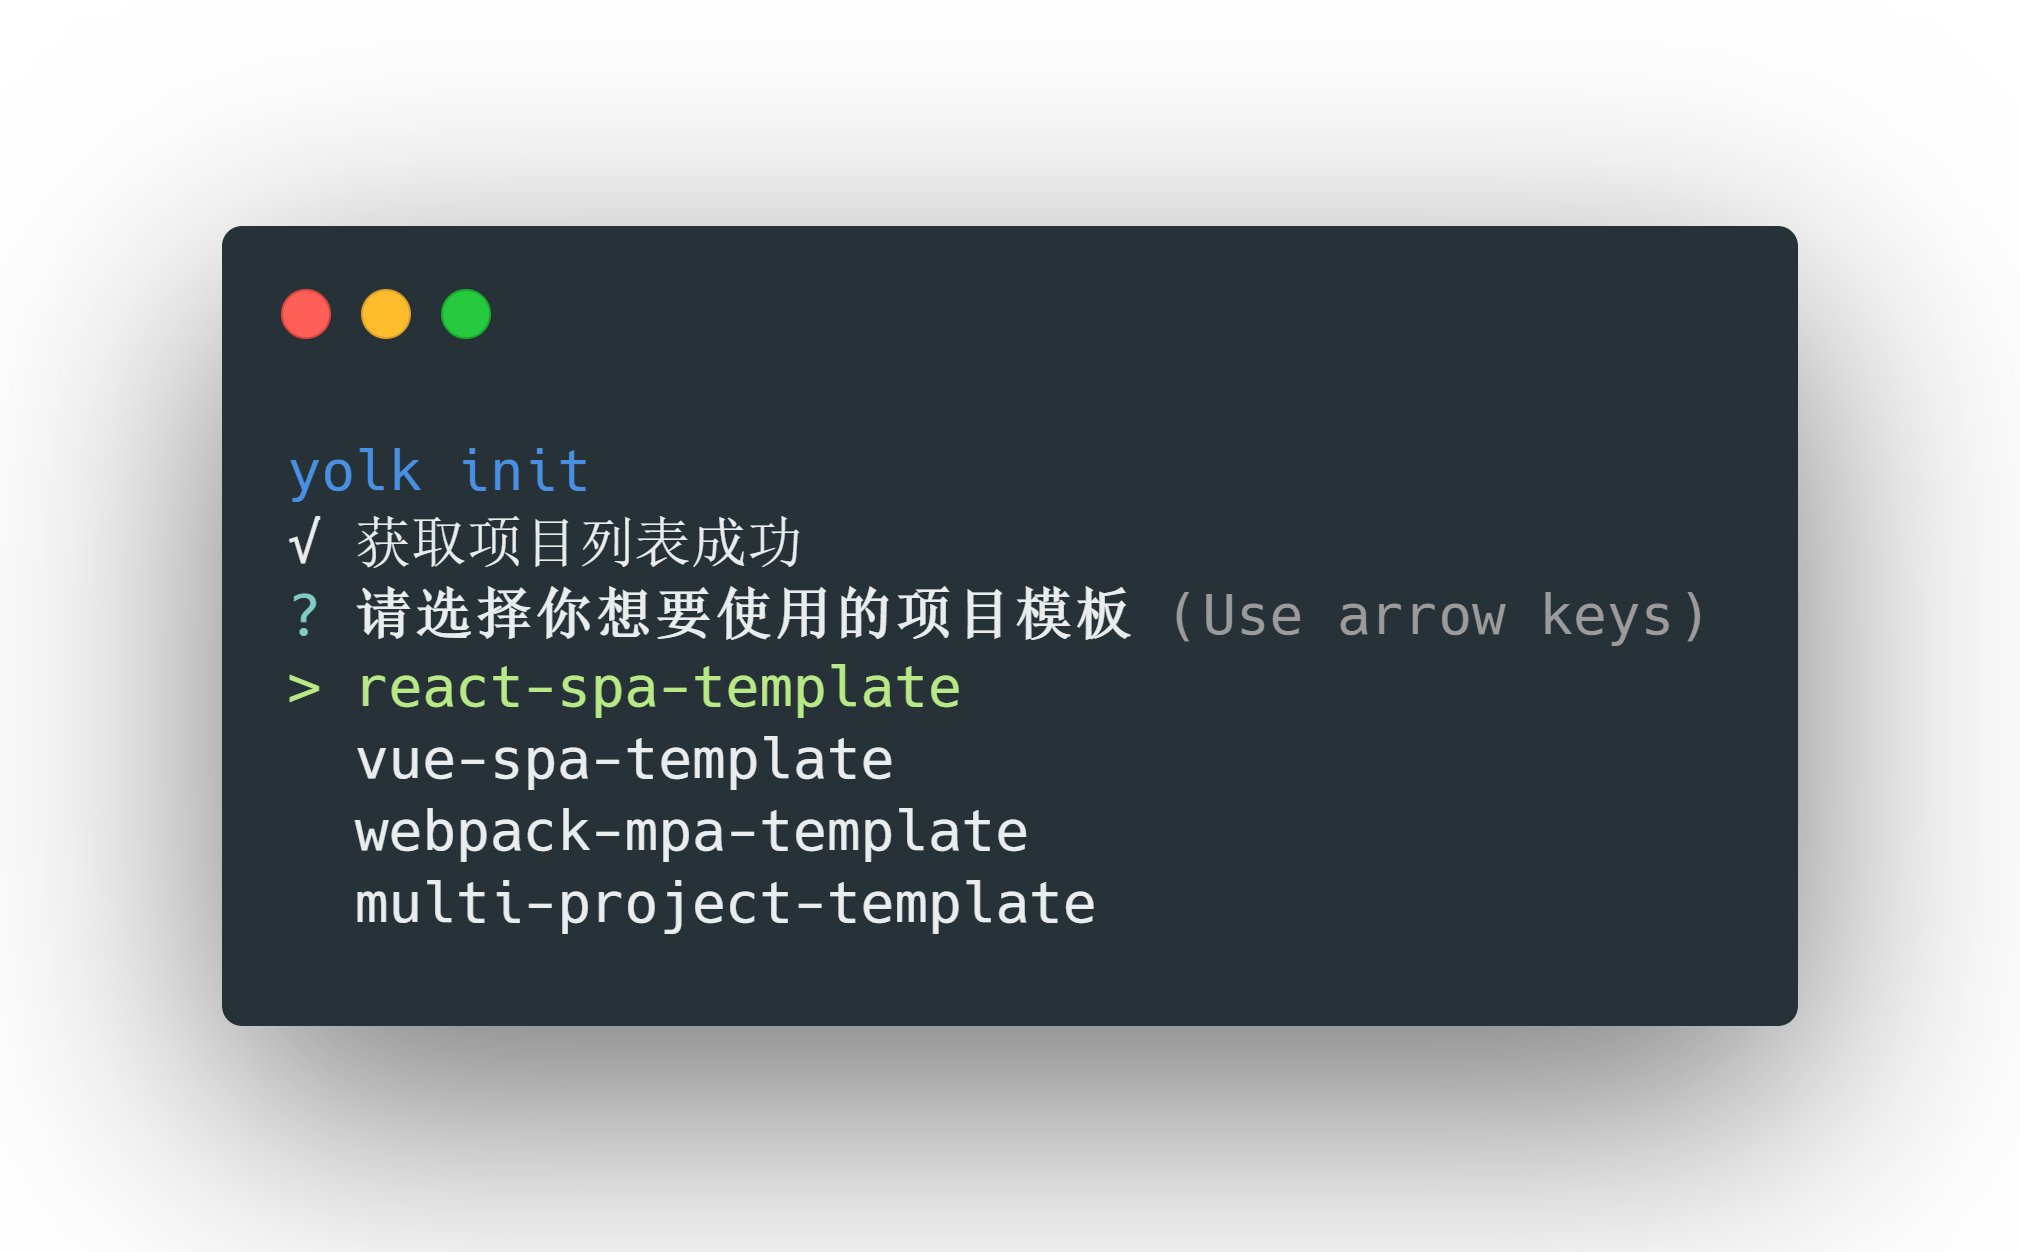 yolk init
√ 获取项目列表成功
? 请选择你想要使用的项目模板 (Use arrow keys)
> react-spa-template
  vue-spa-template
  webpack-mpa-template
  multi-project-template